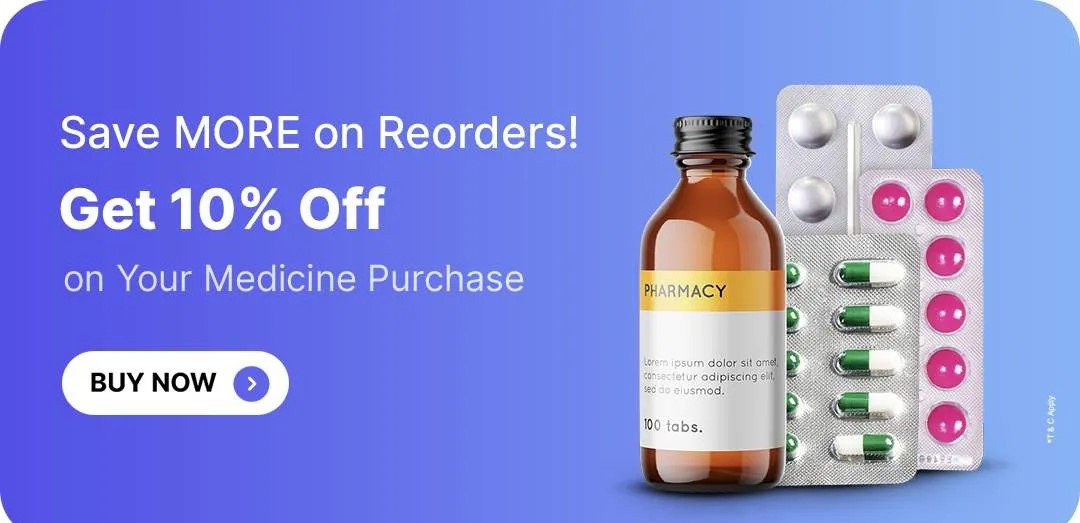 Save MORE on Reorders!
Get 10% Off
on Your Medicine Purchase
BUY NOW
PHARMACY
Lorem ipsum dolor sit amet,
consectetur adipiscing elit,
sed do eiusmod.
100 tabs.
*T & C Apply